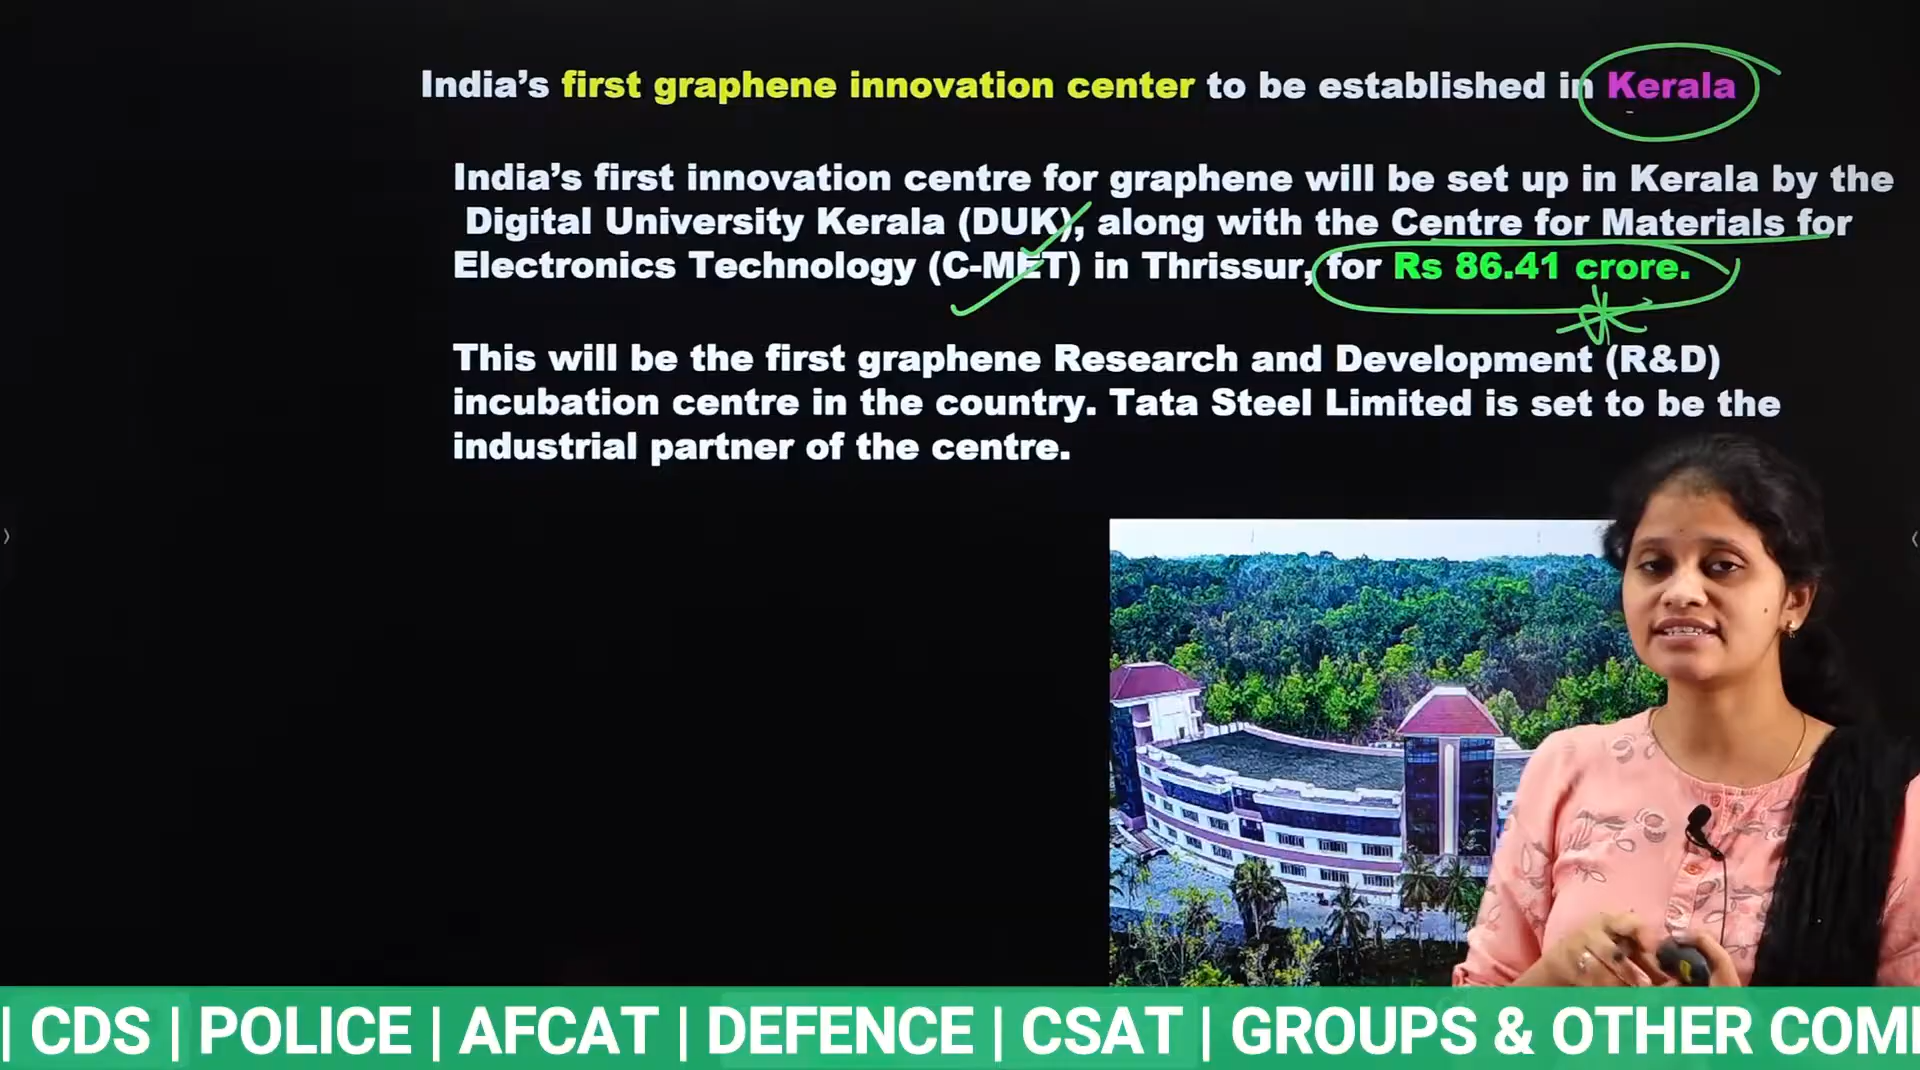 India’s first graphene innovation center to be established in Kerala
India’s first innovation centre for graphene will be set up in Kerala by the
Digital University Kerala (DUK), along with the Centre for Materials for
Electronics Technology (C-MET) in Thrissur, for Rs 86.41 crore.
This will be the first graphene Research and Development (R&D)
incubation centre in the country. Tata Steel Limited is set to be the
industrial partner of the centre.
| CDS | POLICE | AFCAT | DEFENCE | CSAT | GROUPS & OTHER COM